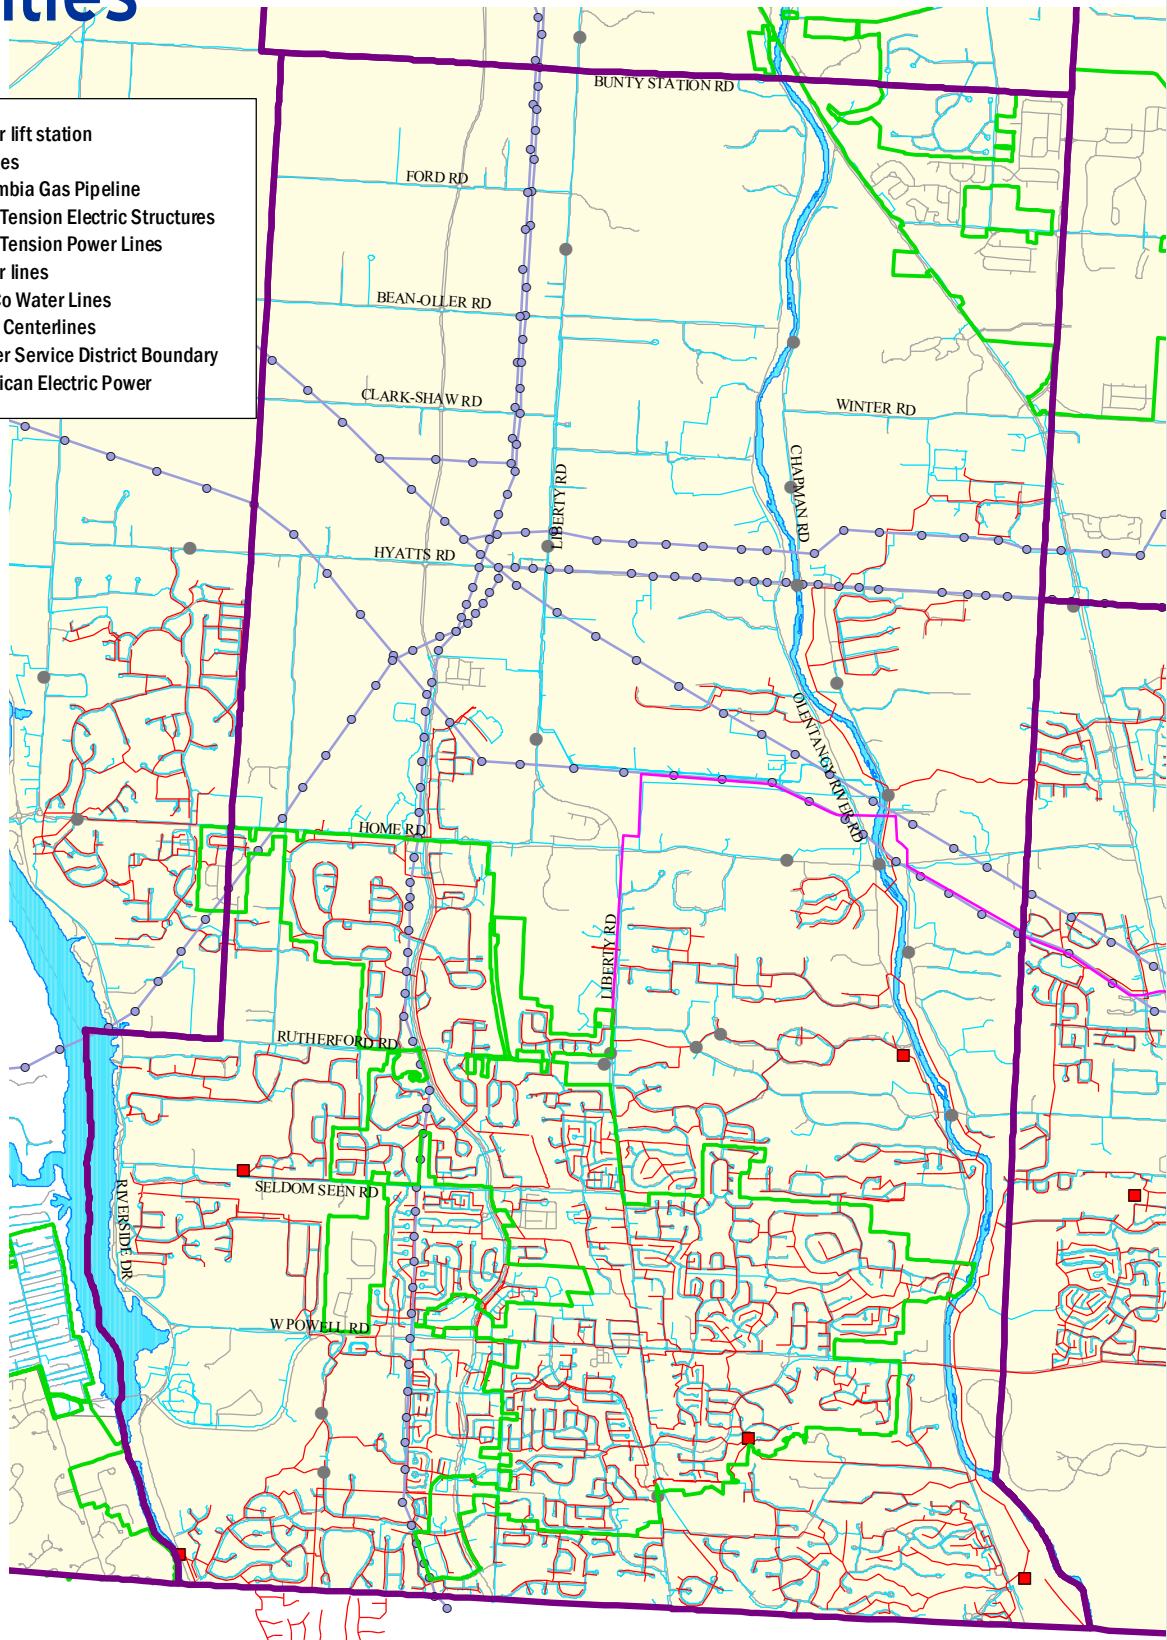 r lift station
es
mbia Gas Pipeline
Tension Electric Structures
Tension Power Lines
r lines
Co Water Lines
Centerlines
er Service District Boundary
ican Electric Power
BUNTY STATION RD
FORD RD
BEAN-OLLER RD
CLARK-SHAW RD
WINTER RD
CHAPMAN RD
LIBERTY RD
HYATTS RD
OLENTANGY RIVER RD
HOME RD
LIBERTY RD
RUTHERFORD RD
SELDOM SEEN RD
RIVERSIDE DR
W POWELL RD